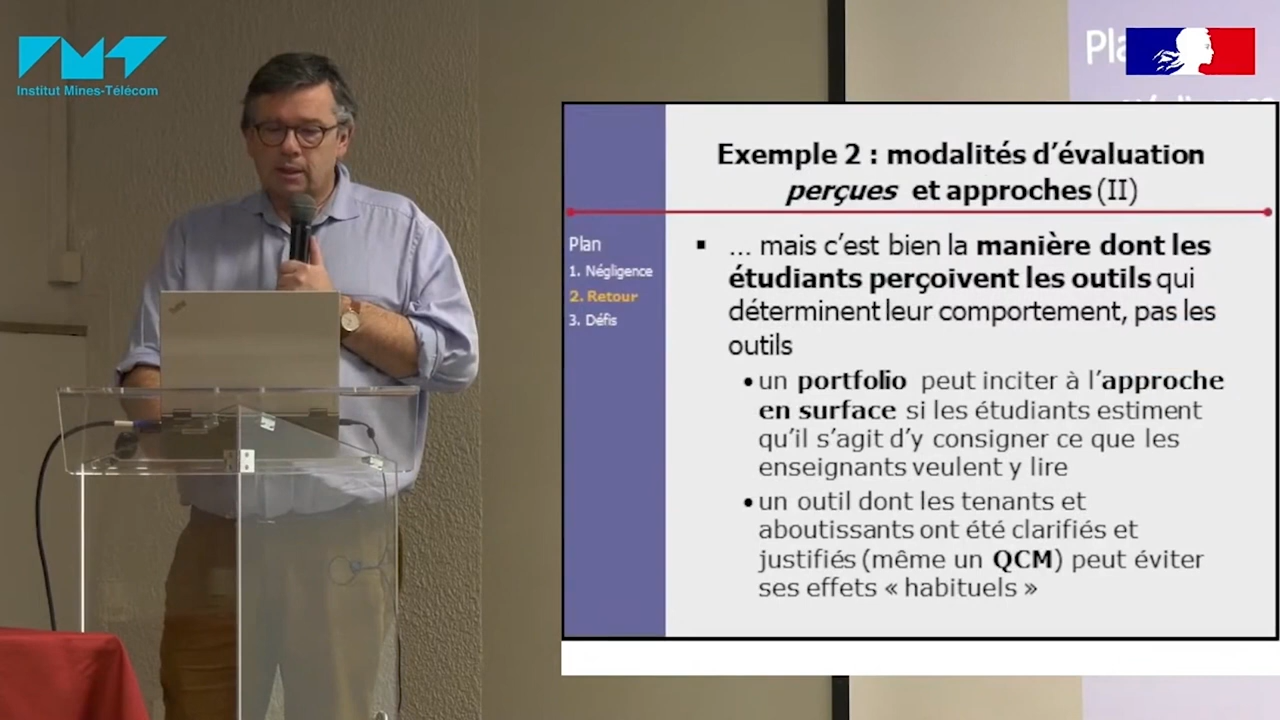 Institut Mines-Télécom
Exemple 2 : modalités d’évaluation
perçues et approches (II)
Plan
1. Négligence
2. Retour
3. Défis
▪ … mais c’est bien la manière dont les
étudiants perçoivent les outils qui
déterminent leur comportement, pas les
outils
• un portfolio peut inciter à l’approche
en surface si les étudiants estiment
qu’il s’agit d’y consigner ce que les
enseignants veulent y lire
• un outil dont les tenants et
aboutissants ont été clarifiés et
justifiés (même un QCM) peut éviter
ses effets « habituels »